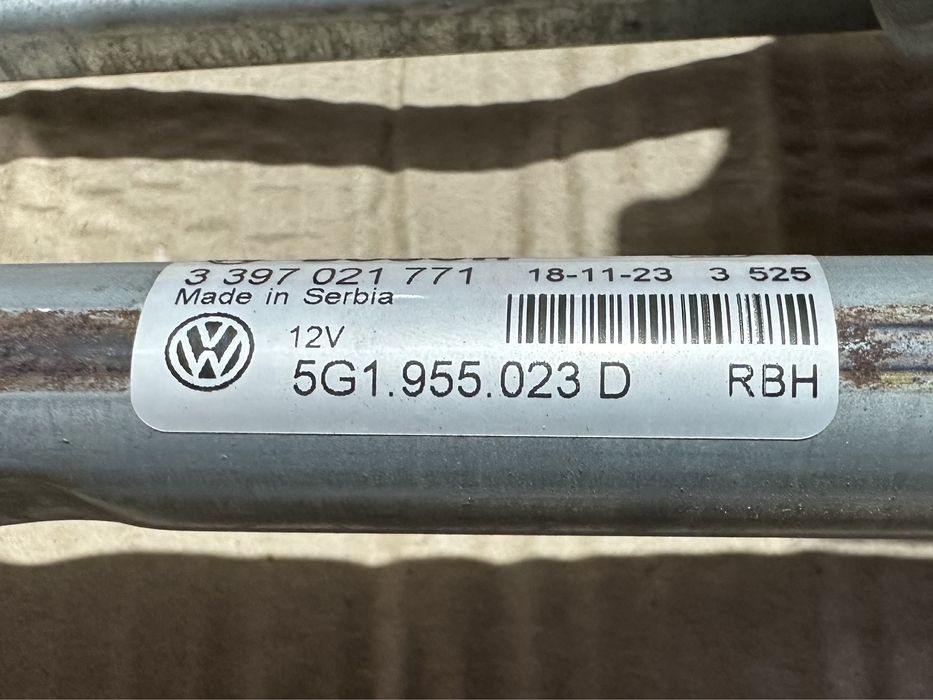 3 397 021 771 18-11-23 3 525
Made in Serbia
12V
5G1.955.023 D RBH